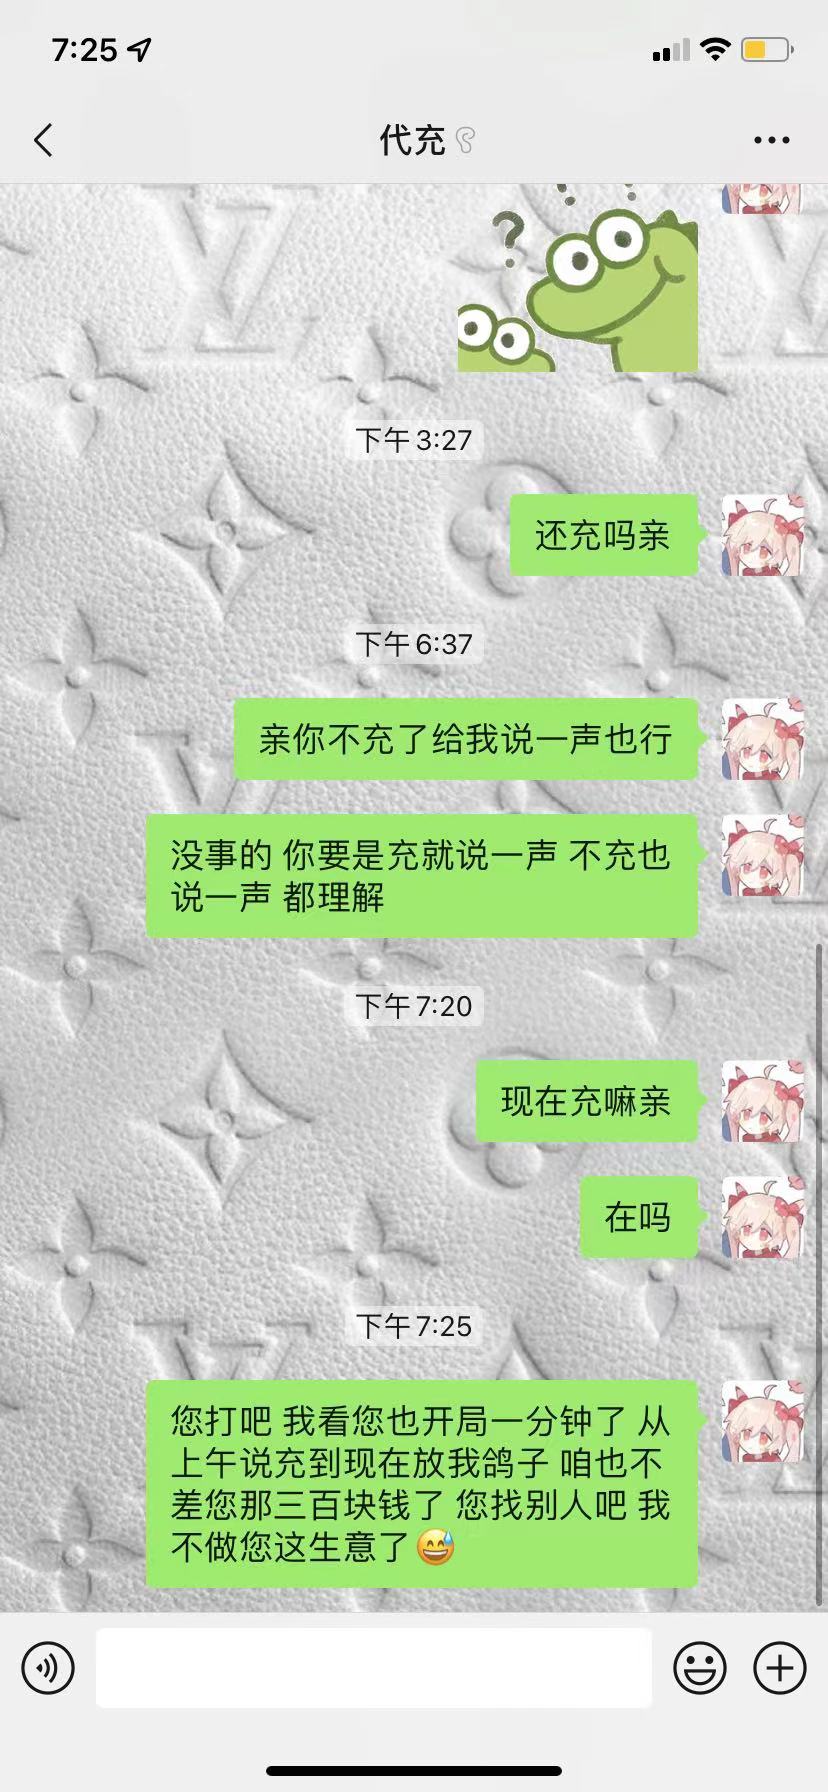 7:25
代充
?
下午3:27
还充吗亲
下午6:37
亲你不充了给我说一声也行
没事的 你要是充就说一声 不充也
说一声 都理解
下午7:20
现在充嘛亲
在吗
下午7:25
您打吧 我看您也开局一分钟了 从
上午说充到现在放我鸽子 咱也不
差您那三百块钱了 您找别人吧 我
不做您这生意了😅